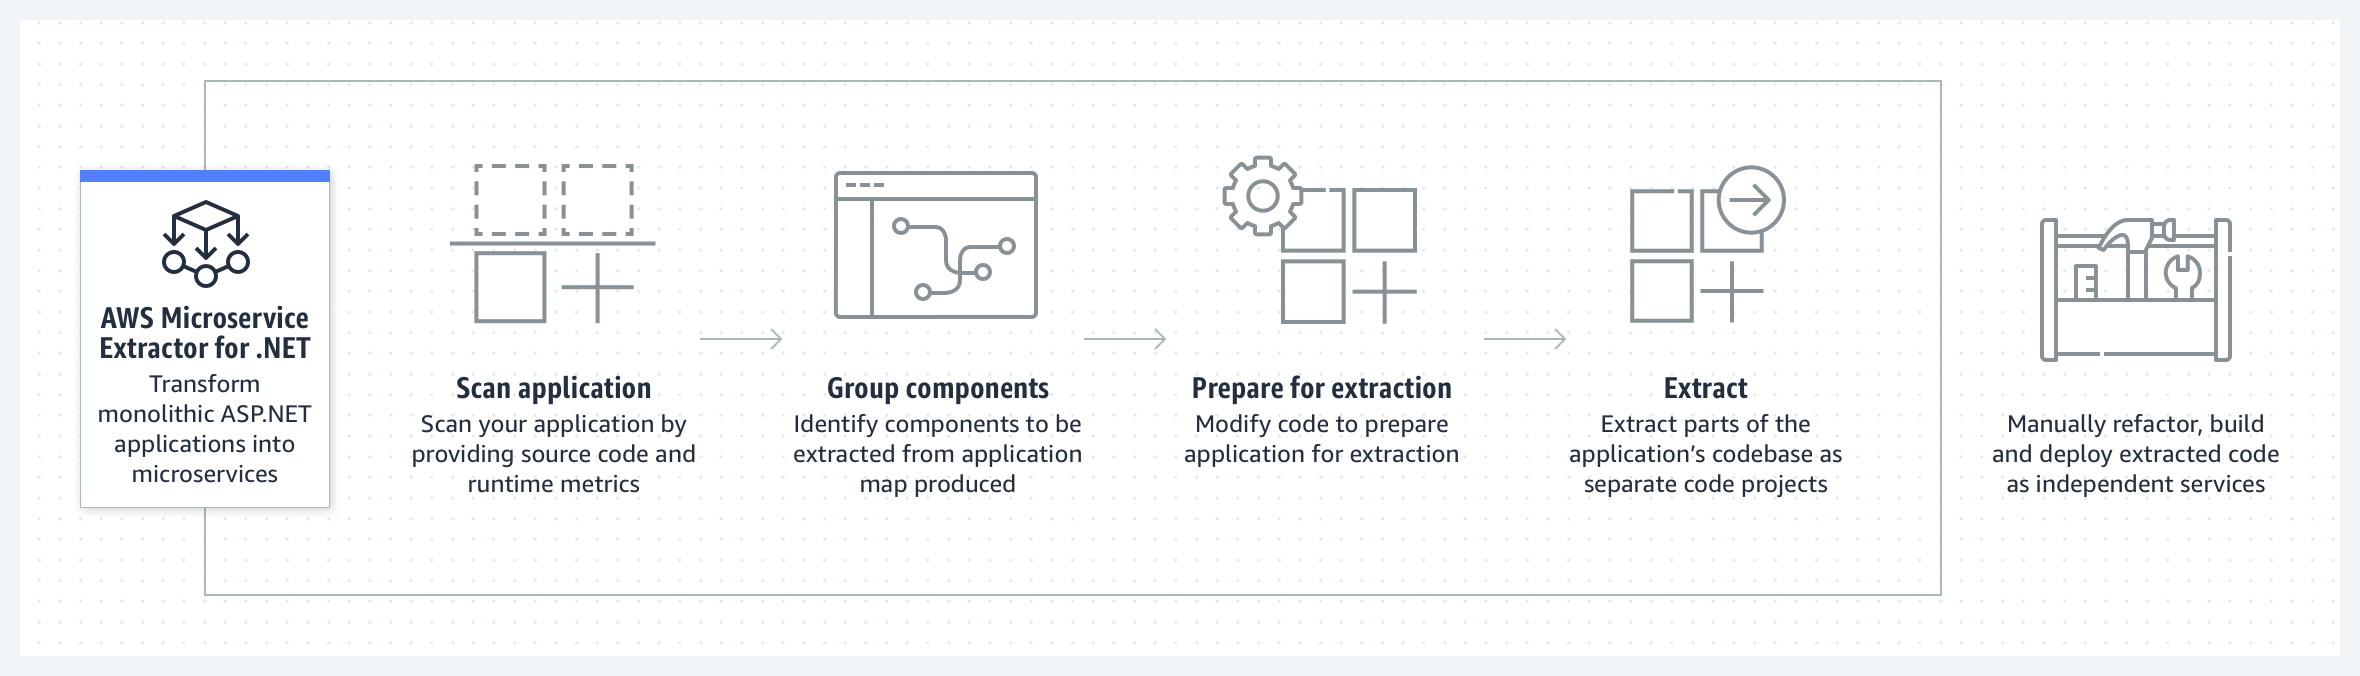 AWS Microservice
Extractor for .NET
Transform
monolithic ASP.NET
applications into
microservices
Scan application
Scan your application by
providing source code and
runtime metrics
Group components
Identify components to be
extracted from application
map produced
Prepare for extraction
Modify code to prepare
application for extraction
Extract
Extract parts of the
application’s codebase as
separate code projects
Manually refactor, build
and deploy extracted code
as independent services